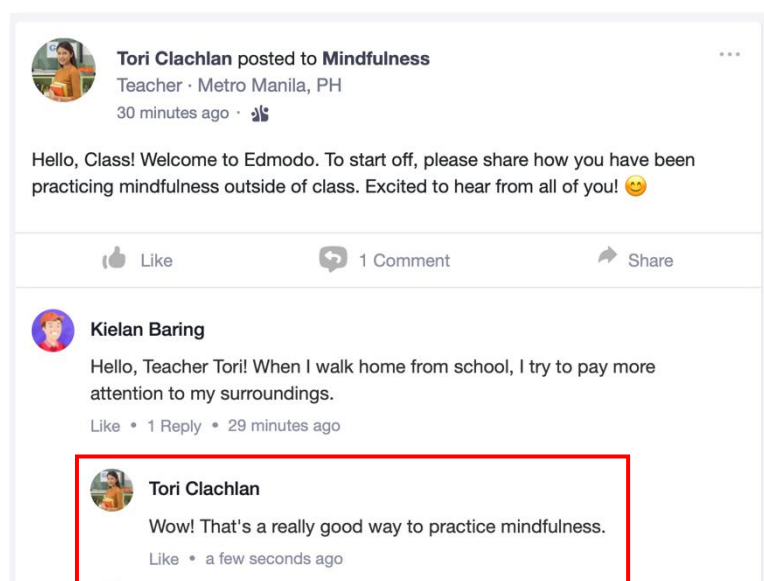 Tori Clachlan posted to Mindfulness
Teacher · Metro Manila, PH
30 minutes ago ·
Hello, Class! Welcome to Edmodo. To start off, please share how you have been
practicing mindfulness outside of class. Excited to hear from all of you! 😊
Like 1 Comment Share
Kielan Baring
Hello, Teacher Tori! When I walk home from school, I try to pay more
attention to my surroundings.
Like • 1 Reply • 29 minutes ago
Tori Clachlan
Wow! That's a really good way to practice mindfulness.
Like • a few seconds ago